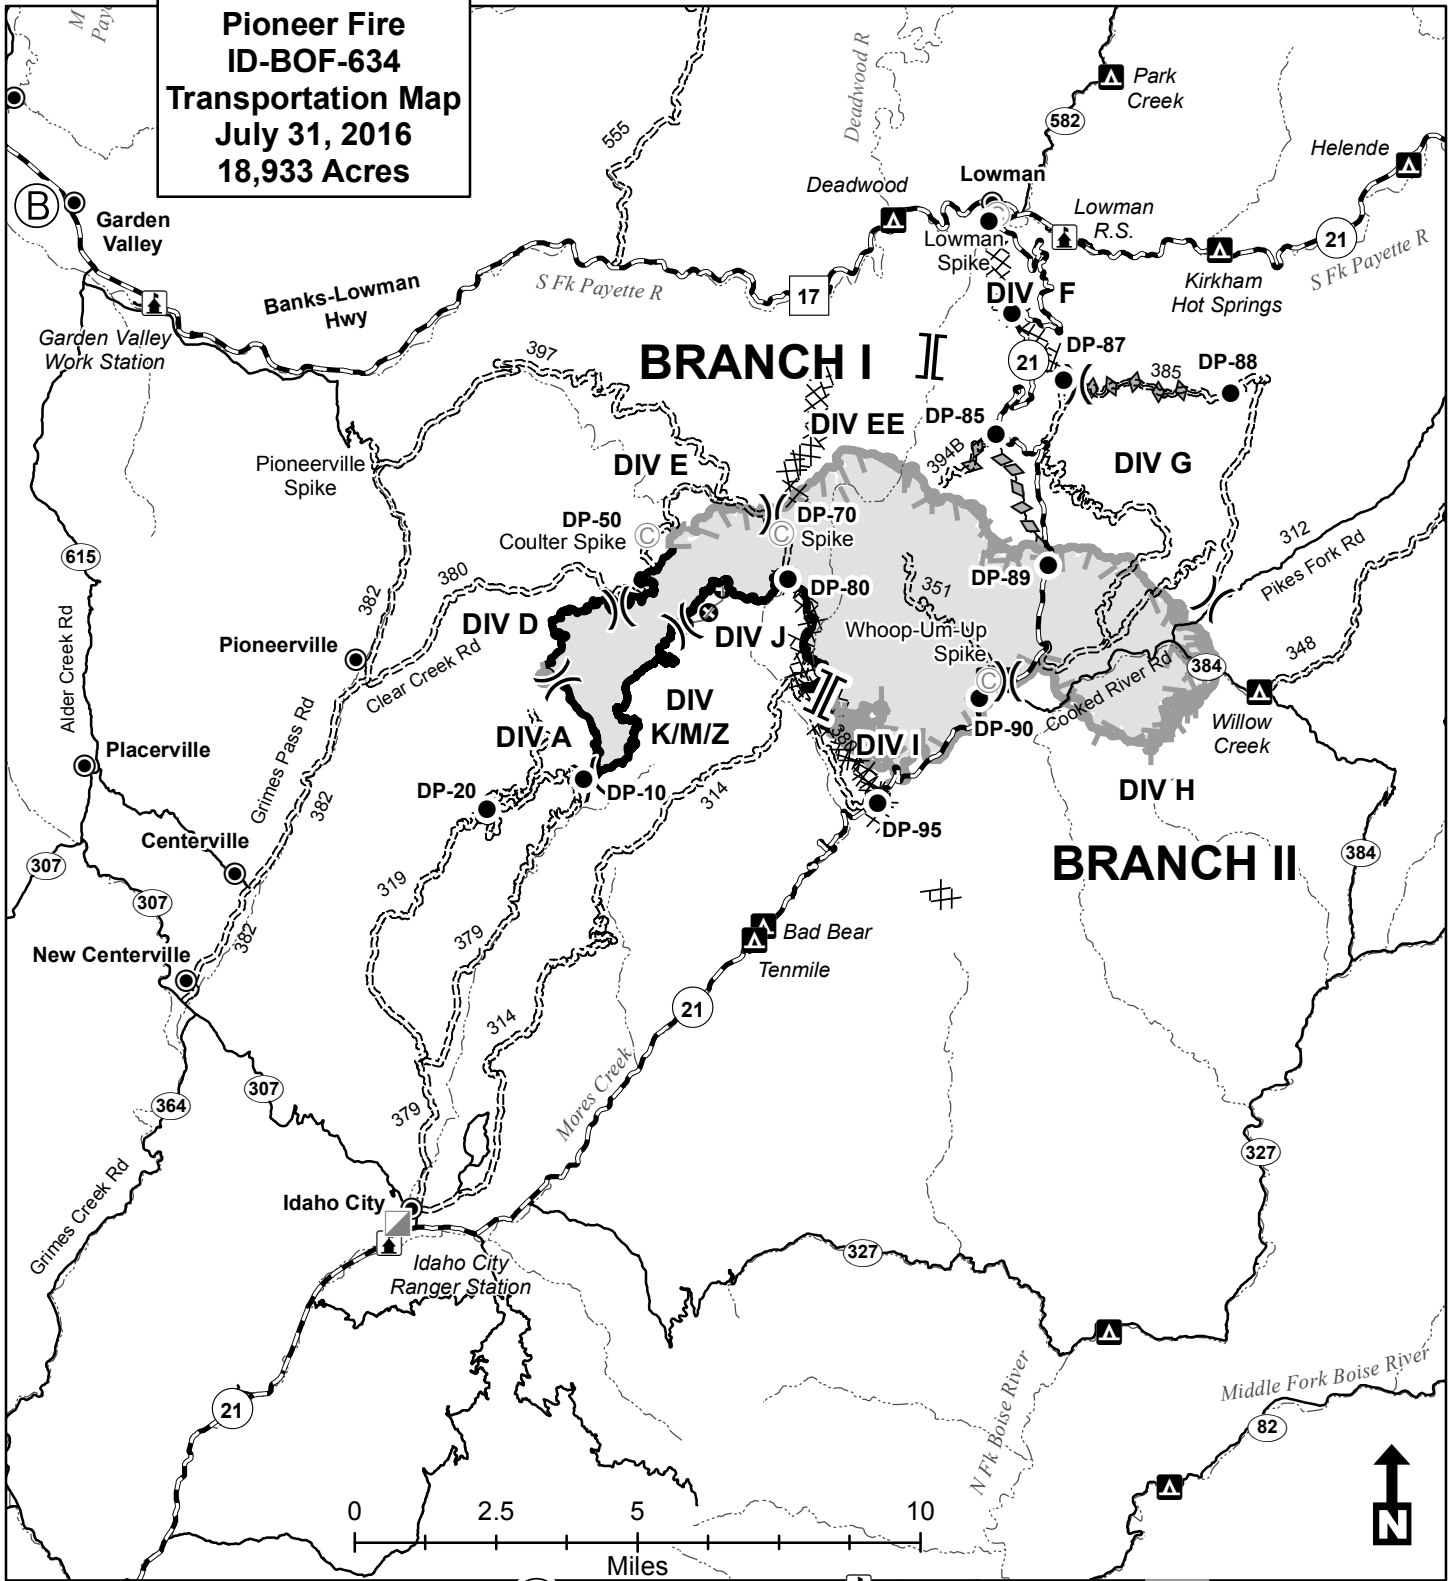 Pioneer Fire
ID-BOF-634
Transportation Map
July 31, 2016
18,933 Acres
M
Deadwood R
555
Park
Creek
582
Helende
Deadwood
Lowman
B
Garden
Valley
Lowman
R.S.
21
Lowman
Spike
S Fk Payette R
Kirkham
Hot Springs
S Fk Payette R
17
Banks-Lowman
Hwy
DIV F
Garden Valley
Work Station
397
BRANCH I
21
DP-87
385
DP-88
DIV EE
DP-85
394B
DIV E
DIV G
Pioneerville
Spike
DP-50
Coulter Spike
C
C
DP-70
Spike
615
312
Pikes Fork Rd
380
382
DP-80
351
DP-89
DIV D
DIV J
Whoop-Um-Up
Spike
C
Pioneerville
Clear Creek Rd
Alder Creek Rd
384
348
Crooked River Rd
DIV
K/M/Z
DIV A
380
DIV I
DP-90
Willow
Creek
Placerville
Grimes Pass Rd
382
DP-20
DP-10
314
DIV H
DP-95
Centerville
307
BRANCH II
384
319
307
382
379
Bad Bear
Tenmile
New Centerville
21
314
Mores Creek
307
364
379
327
Grimes Creek Rd
Idaho City
Idaho City
Ranger Station
327
N Fk Boise River
Middle Fork Boise River
21
82
0
2.5
5
10
Miles
N